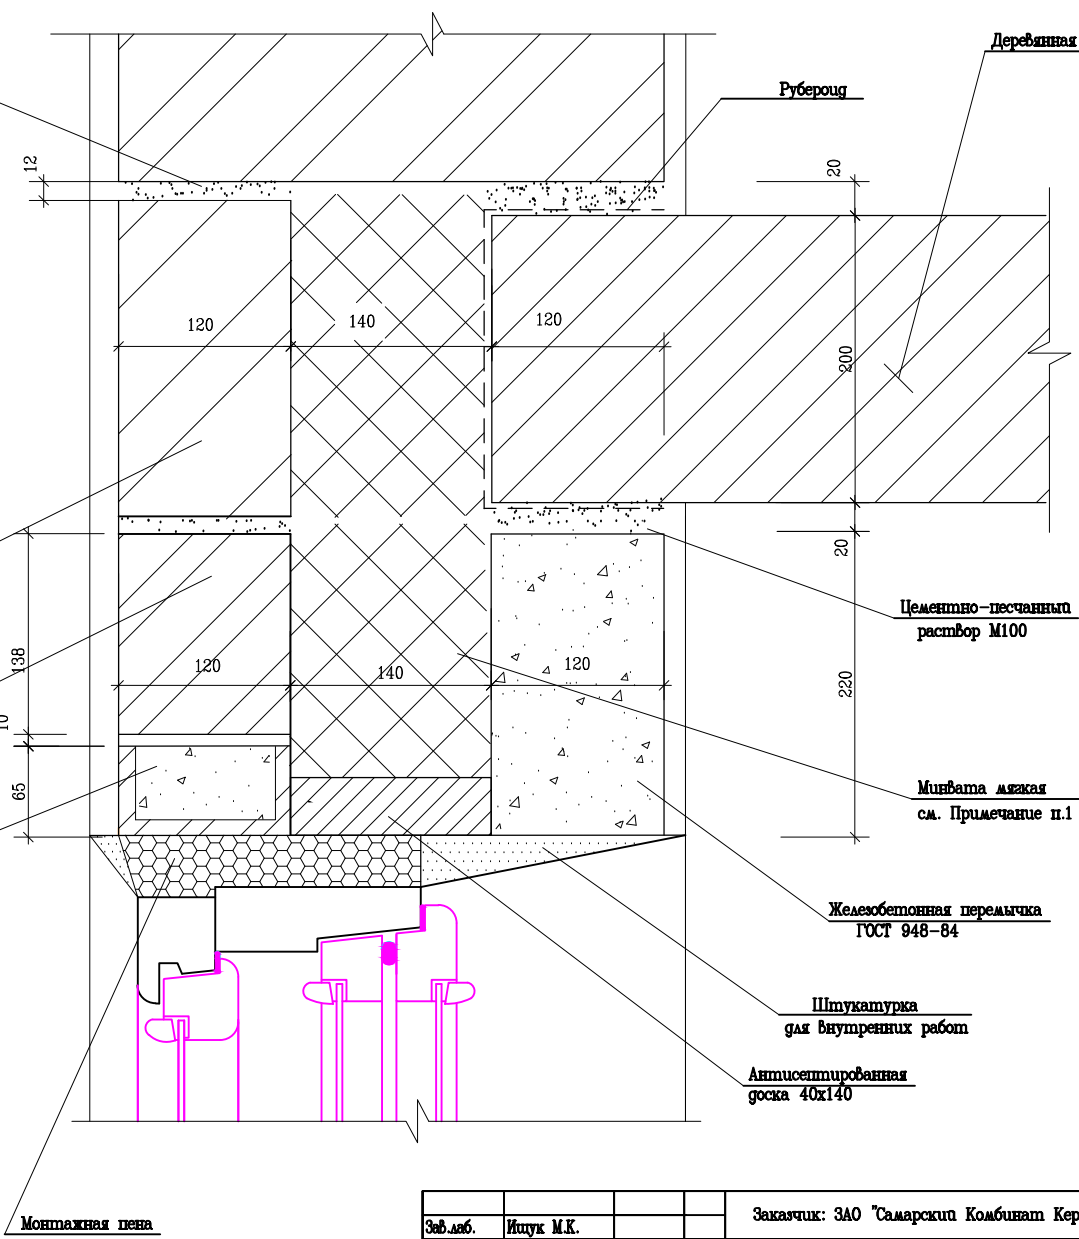 Деревянная
Рубероид
12
20
120
140
120
200
20
Цементно-песчанный
раствор М100
138
120
140
120
220
10
65
Минвата мягкая
см. Примечание п.1
Железобетонная перемычка
ГОСТ 948-84
Штукатурка
для внутренних работ
Антисептированная
доска 40х140
Монтажная пена
Заказчик: ЗАО "Самарский Комбинат Кер
Зав.лаб. Ищук М.К.